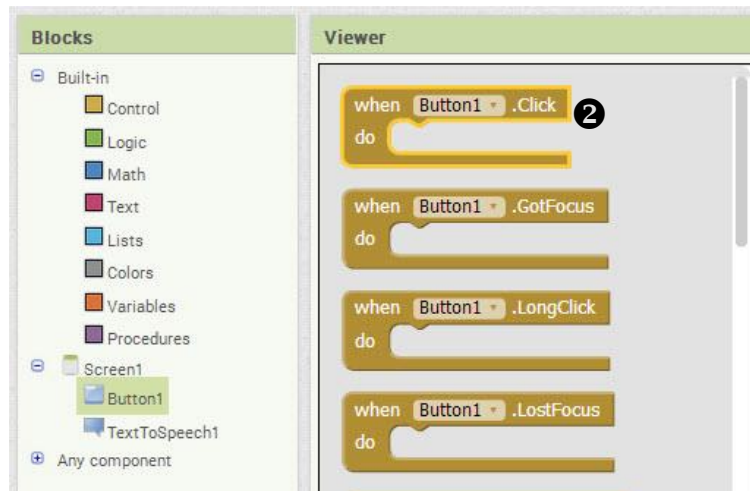 Blocks
Built-in
Control
Logic
Math
Text
Lists
Colors
Variables
Procedures
Screen1
Button1
TextToSpeech1
Any component
Viewer
when Button1 .Click
do
❷
when Button1 .GotFocus
do
when Button1 .LongClick
do
when Button1 .LostFocus
do